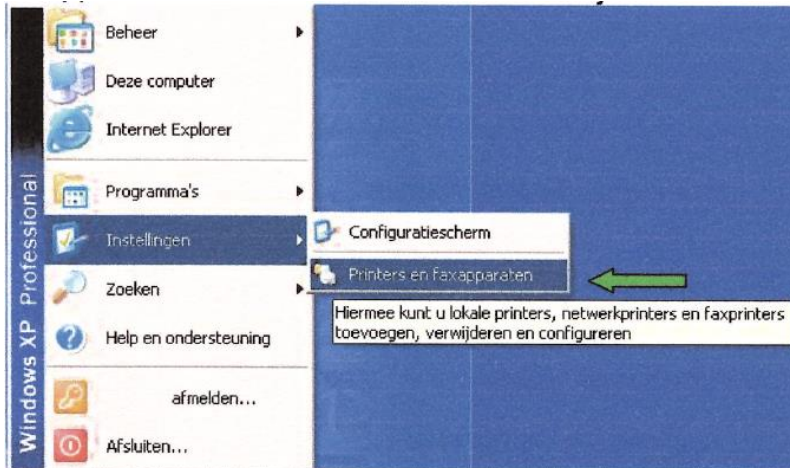 Beheer
Deze computer
Internet Explorer
Programma's
Instellingen
Configuratiescherm
Printers en faxapparaten
Zoeken
Hiermee kunt u lokale printers, netwerkprinters en faxprinters
toevoegen, verwijderen en configureren
Help en ondersteuning
afmelden...
Afsluiten...
Windows XP Professional